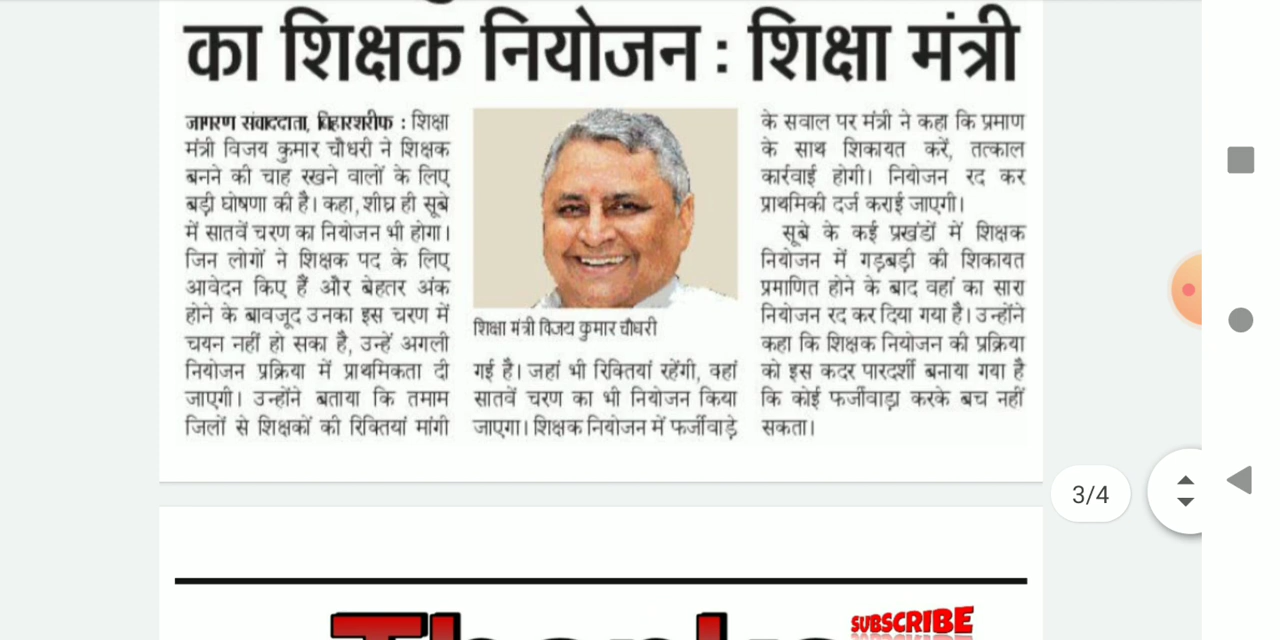 का शिक्षक नियोजन : शिक्षा मंत्री
जागरण संवाददाता, बिहारशरीफ : शिक्षा
मंत्री विजय कुमार चौधरी ने शिक्षक
बनने की चाह रखने वालों के लिए
बड़ी घोषणा की है। कहा, शीघ्र ही सूबे
में सातवें चरण का नियोजन भी होगा।
जिन लोगों ने शिक्षक पद के लिए
आवेदन किए हैं और बेहतर अंक
होने के बावजूद उनका इस चरण में
चयन नहीं हो सका है, उन्हें अगली
नियोजन प्रक्रिया में प्राथमिकता दी
जाएगी। उन्होंने बताया कि तमाम
जिलों से शिक्षकों की रिक्तियां मांगी
शिक्षा मंत्री विजय कुमार चौधरी
गई है। जहां भी रिक्तियां रहेंगी, वहां
सातवें चरण का भी नियोजन किया
जाएगा। शिक्षक नियोजन में फर्जीवाड़े
के सवाल पर मंत्री ने कहा कि प्रमाण
के साथ शिकायत करें, तत्काल
कार्रवाई होगी। नियोजन रद कर
प्राथमिकी दर्ज कराई जाएगी।
सूबे के कई प्रखंडों में शिक्षक
नियोजन में गड़बड़ी की शिकायत
प्रमाणित होने के बाद वहां का सारा
नियोजन रद कर दिया गया है। उन्होंने
कहा कि शिक्षक नियोजन की प्रक्रिया
को इस कदर पारदर्शी बनाया गया है
कि कोई फर्जीवाड़ा करके बच नहीं
सकता।
3/4
SUBSCRIBE